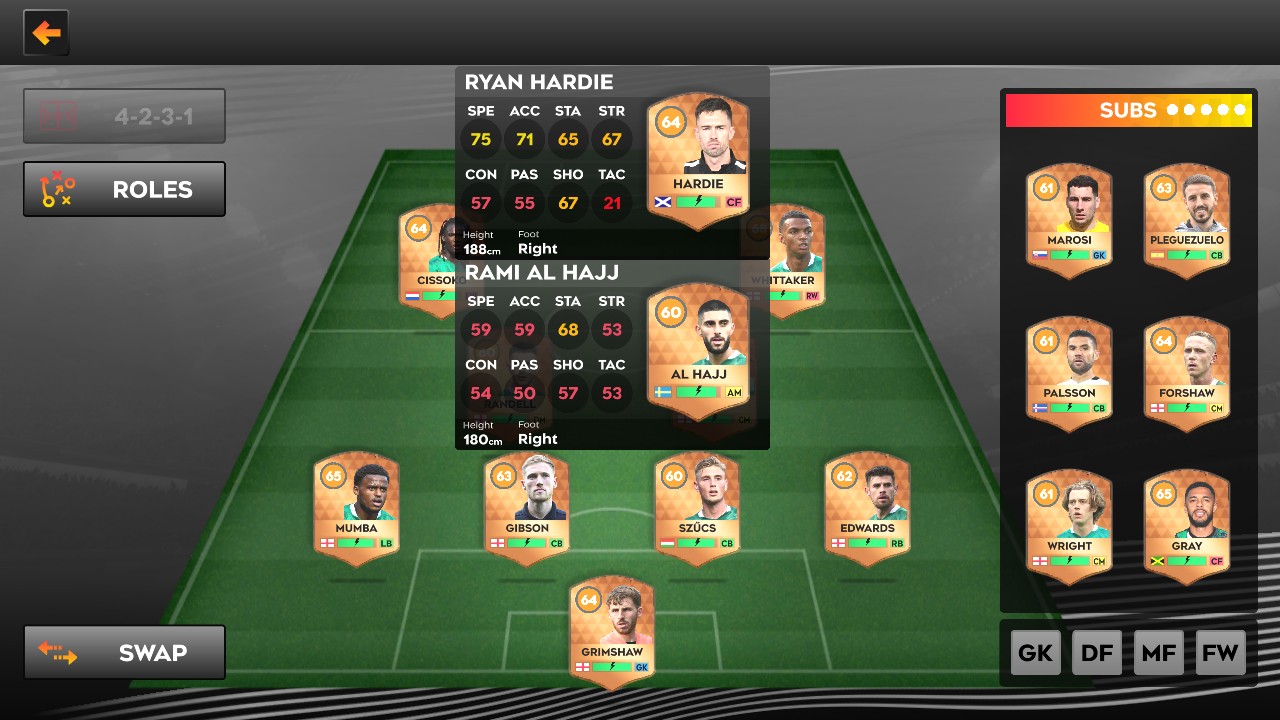 4-2-3-1
ROLES
RYAN HARDIE
SPE ACC STA STR
75 71 65 67
CON PAS SHO TAC
57 55 67 21
Height Foot
188cm Right
64
HARDIE
CF
RAMI AL HAJJ
SPE ACC STA STR
59 59 68 53
CON PAS SHO TAC
54 50 57 53
Height Foot
180cm Right
60
AL HAJJ
AM
64
CISSOKO
68
WHITTAKER
RW
RANDELL
DM
CM
65
MUMBA
LB
63
GIBSON
CB
60
SZŰCS
CB
62
EDWARDS
RB
64
GRIMSHAW
GK
SUBS
61
MAROSI
GK
63
PLEGUEZUELO
CB
61
PALSSON
CB
64
FORSHAW
CM
61
WRIGHT
CM
65
GRAY
CF
SWAP
GK DF MF FW